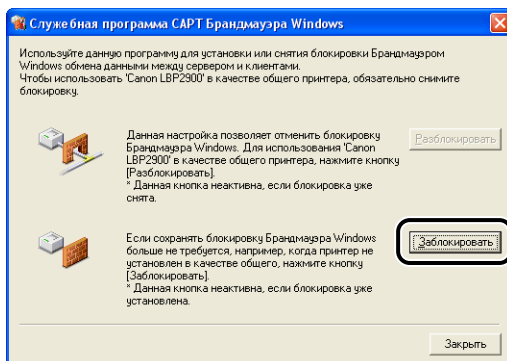 Служебная программа CAPT Брандмауэра Windows
Используйте данную программу для установки или снятия блокировки Брандмауэром
Windows обмена данными между сервером и клиентами.
Чтобы использовать 'Canon LBP2900' в качестве общего принтера, обязательно снимите
блокировку.
Данная настройка позволяет отменить блокировку
Брандмауэра Windows. Для использования 'Canon
LBP2900' в качестве общего принтера, нажмите кнопку
[Разблокировать].
* Данная кнопка неактивна, если блокировка уже
снята.
Разблокировать
Если сохранять блокировку Брандмауэра Windows
больше не требуется, например, когда принтер не
установлен в качестве общего, нажмите кнопку
[Заблокировать].
* Данная кнопка неактивна, если блокировка уже
установлена.
Заблокировать
Закрыть